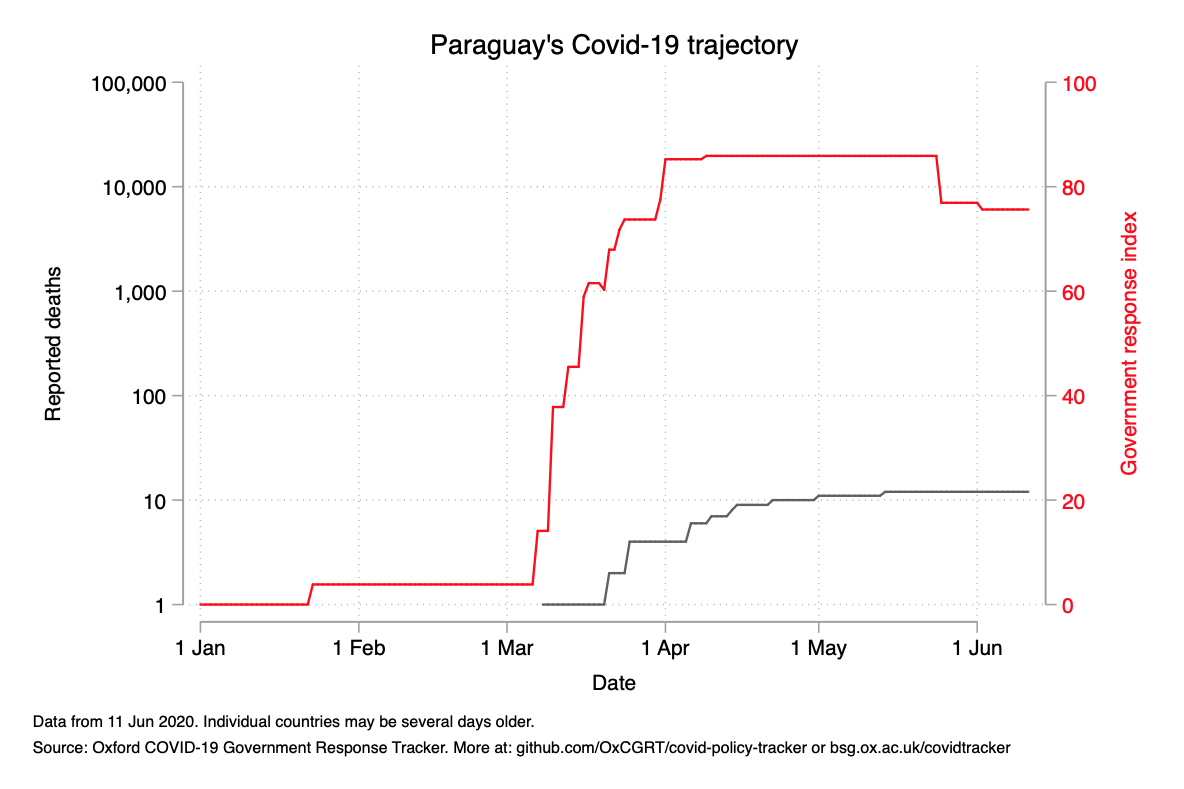 Paraguay's Covid-19 trajectory
100,000
10,000
1,000
100
10
1
Reported deaths
100
80
60
40
20
0
Government response index
1 Jan
1 Feb
1 Mar
1 Apr
1 May
1 Jun
Date
Data from 11 Jun 2020. Individual countries may be several days older.
Source: Oxford COVID-19 Government Response Tracker. More at: github.com/OxCGRT/covid-policy-tracker or bsg.ox.ac.uk/covidtracker